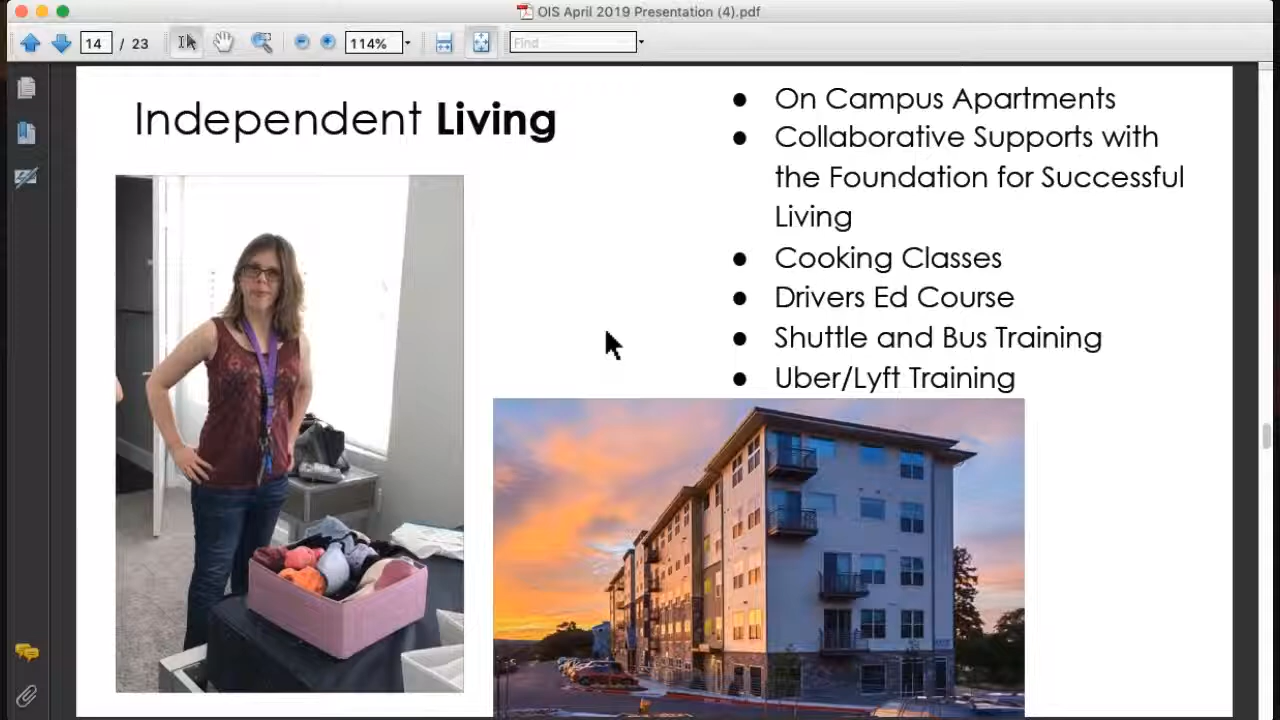 OIS April 2019 Presentation (4).pdf
14 / 23
114%
Find
Independent Living
● On Campus Apartments
● Collaborative Supports with
the Foundation for Successful
Living
● Cooking Classes
● Drivers Ed Course
● Shuttle and Bus Training
● Uber/Lyft Training